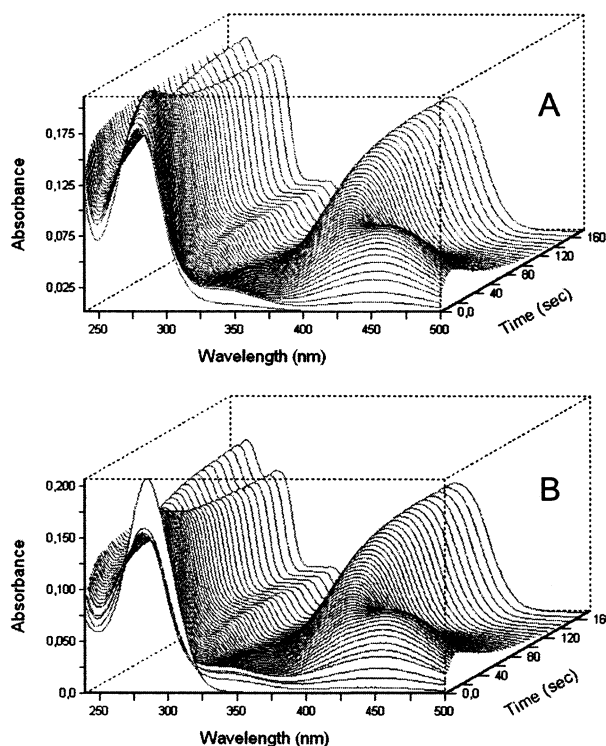 A
0,175
0,125
0,075
0,025
Absorbance
250 300 350 400 450 500
Wavelength (nm)
0,0 40 80 120 160
Time (sec)
B
0,200
0,150
0,100
0,050
0,0
Absorbance
250 300 350 400 450 500
Wavelength (nm)
0,0 40 80 120 16
Time (sec)